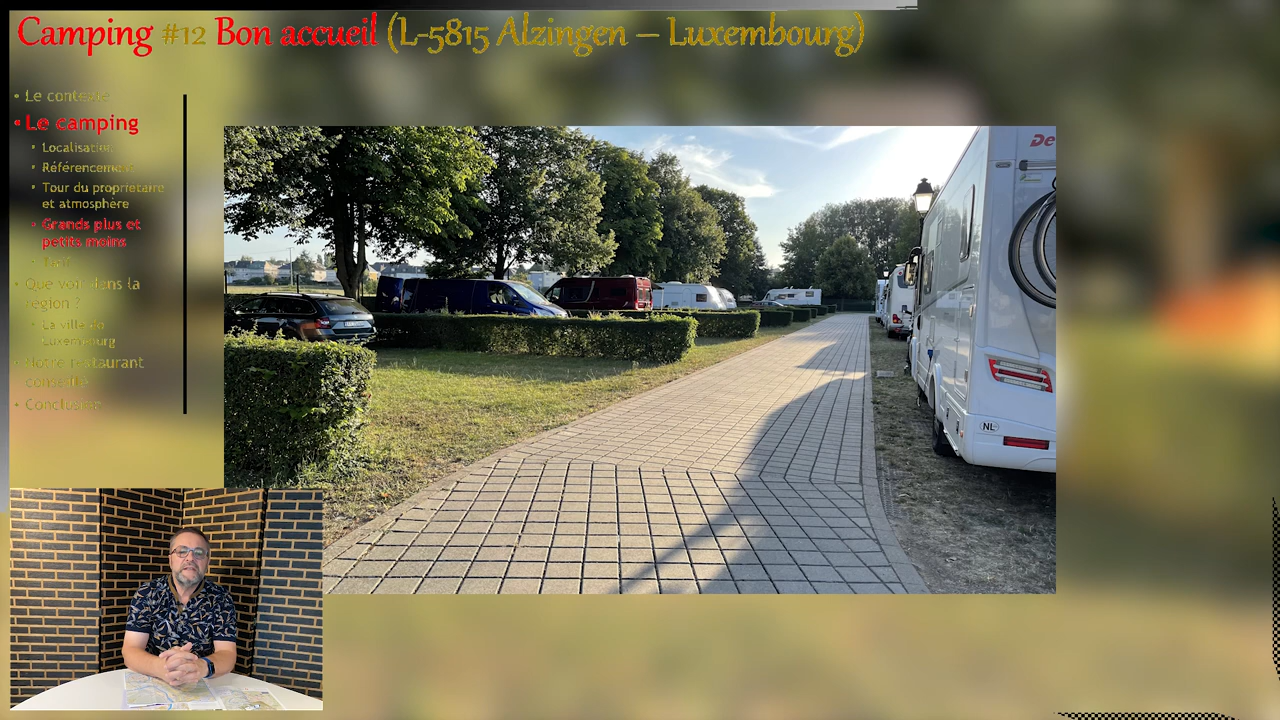 Camping #12 Bon accueil (L-5815 Alzingen – Luxembourg)
• Le contexte
• Le camping
Localisation
Référencement
Tour du propriétaire
et atmosphère
Grands plus et
petits moins
Tarif
Que voir dans la
région ?
La ville de
Luxembourg
Notre restaurant
conseillé
• Conclusion
De
NL